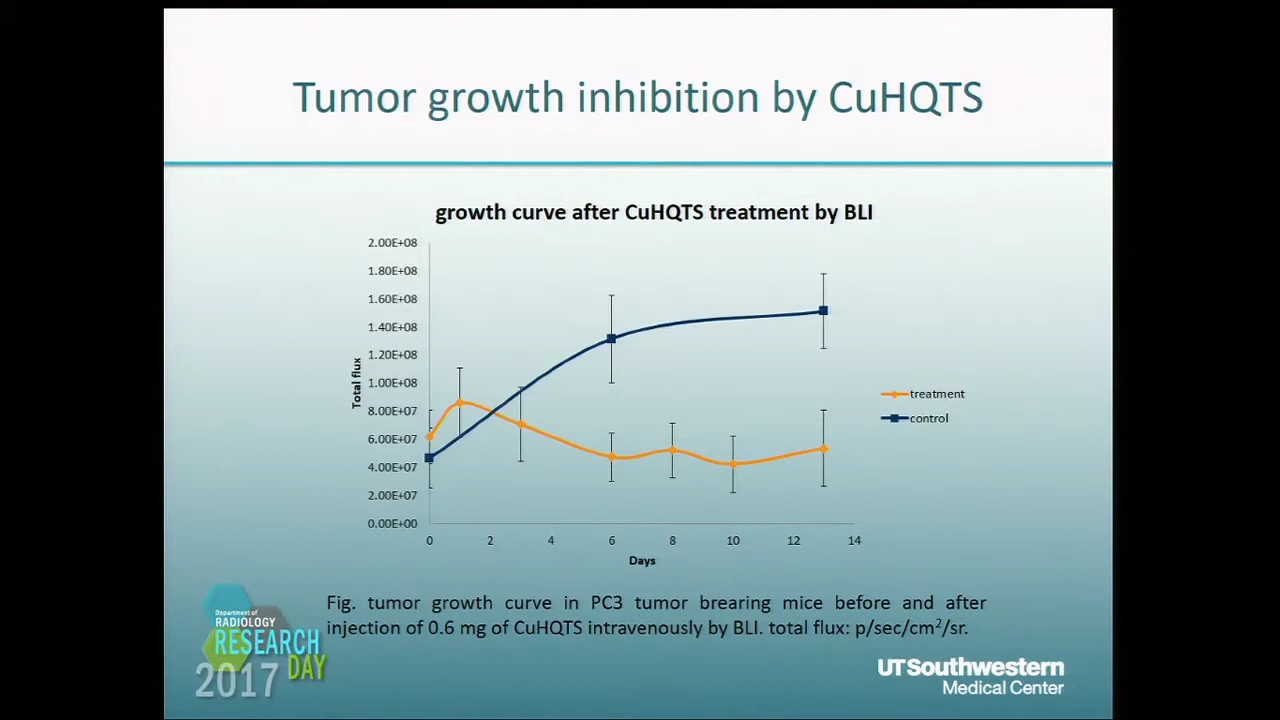 Tumor growth inhibition by CuHQTS
growth curve after CuHQTS treatment by BLI
2.00E+08
1.80E+08
1.60E+08
1.40E+08
1.20E+08
1.00E+08
8.00E+07
6.00E+07
4.00E+07
2.00E+07
0.00E+00
Total flux
0 2 4 6 8 10 12 14
Days
treatment
control
Fig. tumor growth curve in PC3 tumor brearing mice before and after
injection of 0.6 mg of CuHQTS intravenously by BLI. total flux: p/sec/cm²/sr.
Department of
RADIOLOGY
RESEARCH
DAY
2017
UT Southwestern
Medical Center